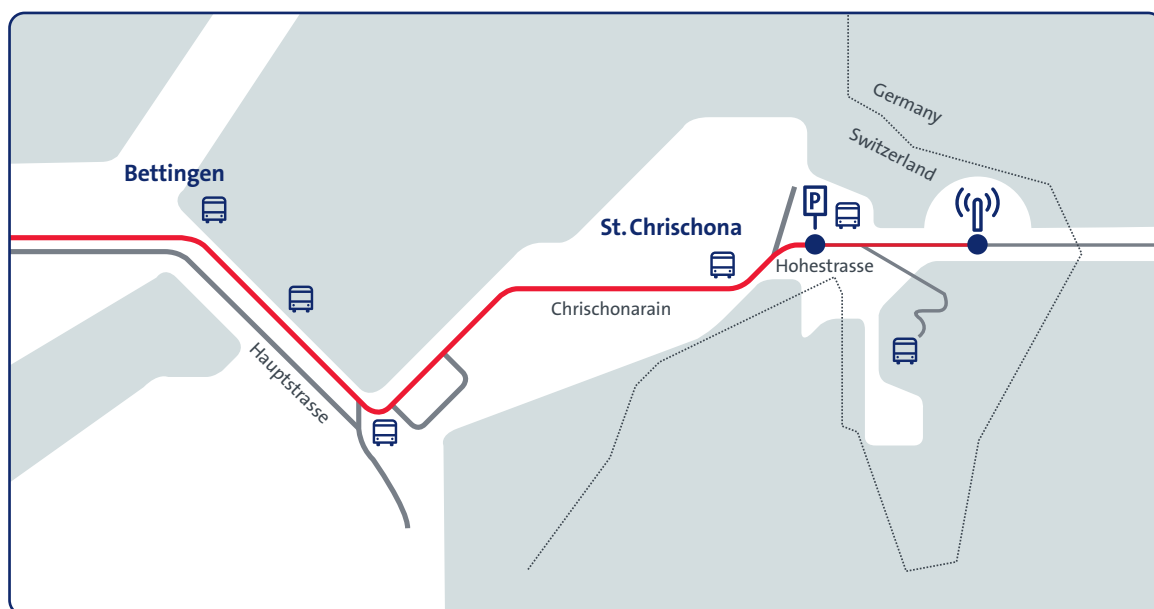 Germany
Switzerland
Bettingen
P
St. Chrischona
Hohestrasse
Chrischonarain
Hauptstrasse